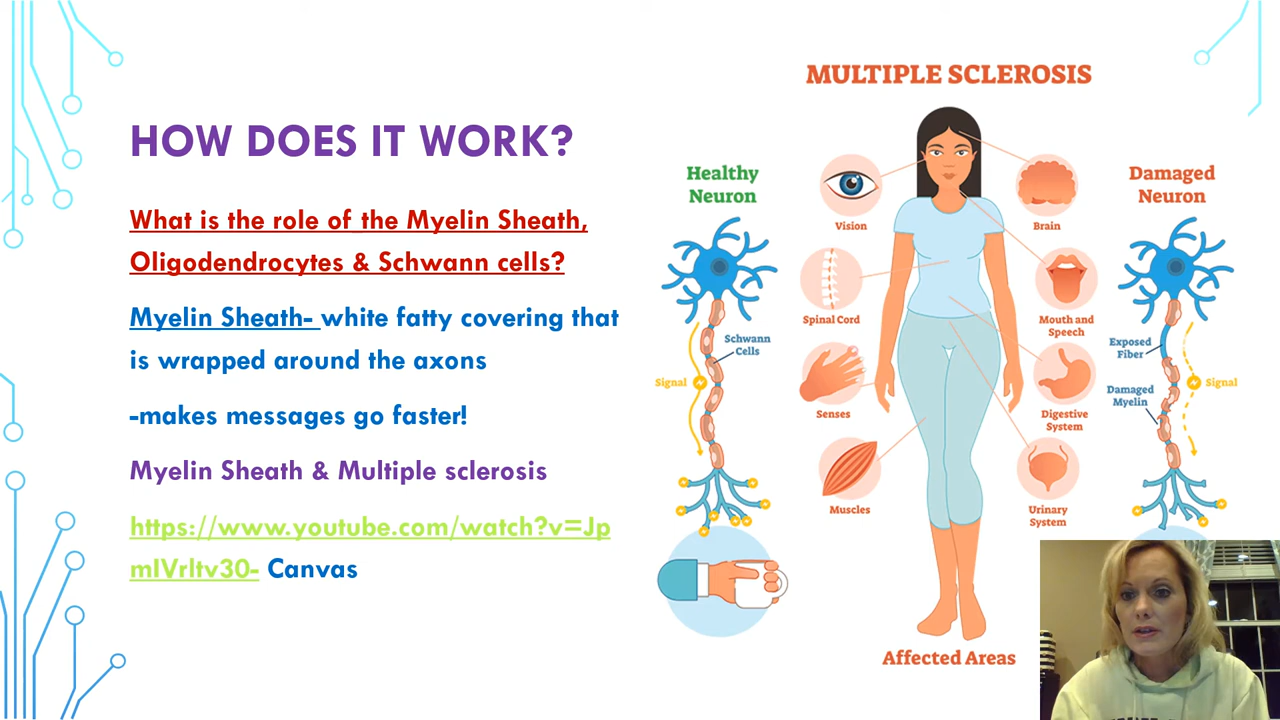 HOW DOES IT WORK?
What is the role of the Myelin Sheath,
Oligodendrocytes & Schwann cells?
Myelin Sheath- white fatty covering that
is wrapped around the axons
-makes messages go faster!
Myelin Sheath & Multiple sclerosis
https://www.youtube.com/watch?v=Jp
mIVrltv30- Canvas
MULTIPLE SCLEROSIS
Healthy
Neuron
Schwann
Cells
Signal
Vision
Spinal Cord
Senses
Muscles
Brain
Mouth and
Speech
Digestive
System
Urinary
System
Damaged
Neuron
Exposed
Fiber
Damaged
Myelin
Signal
Affected Areas